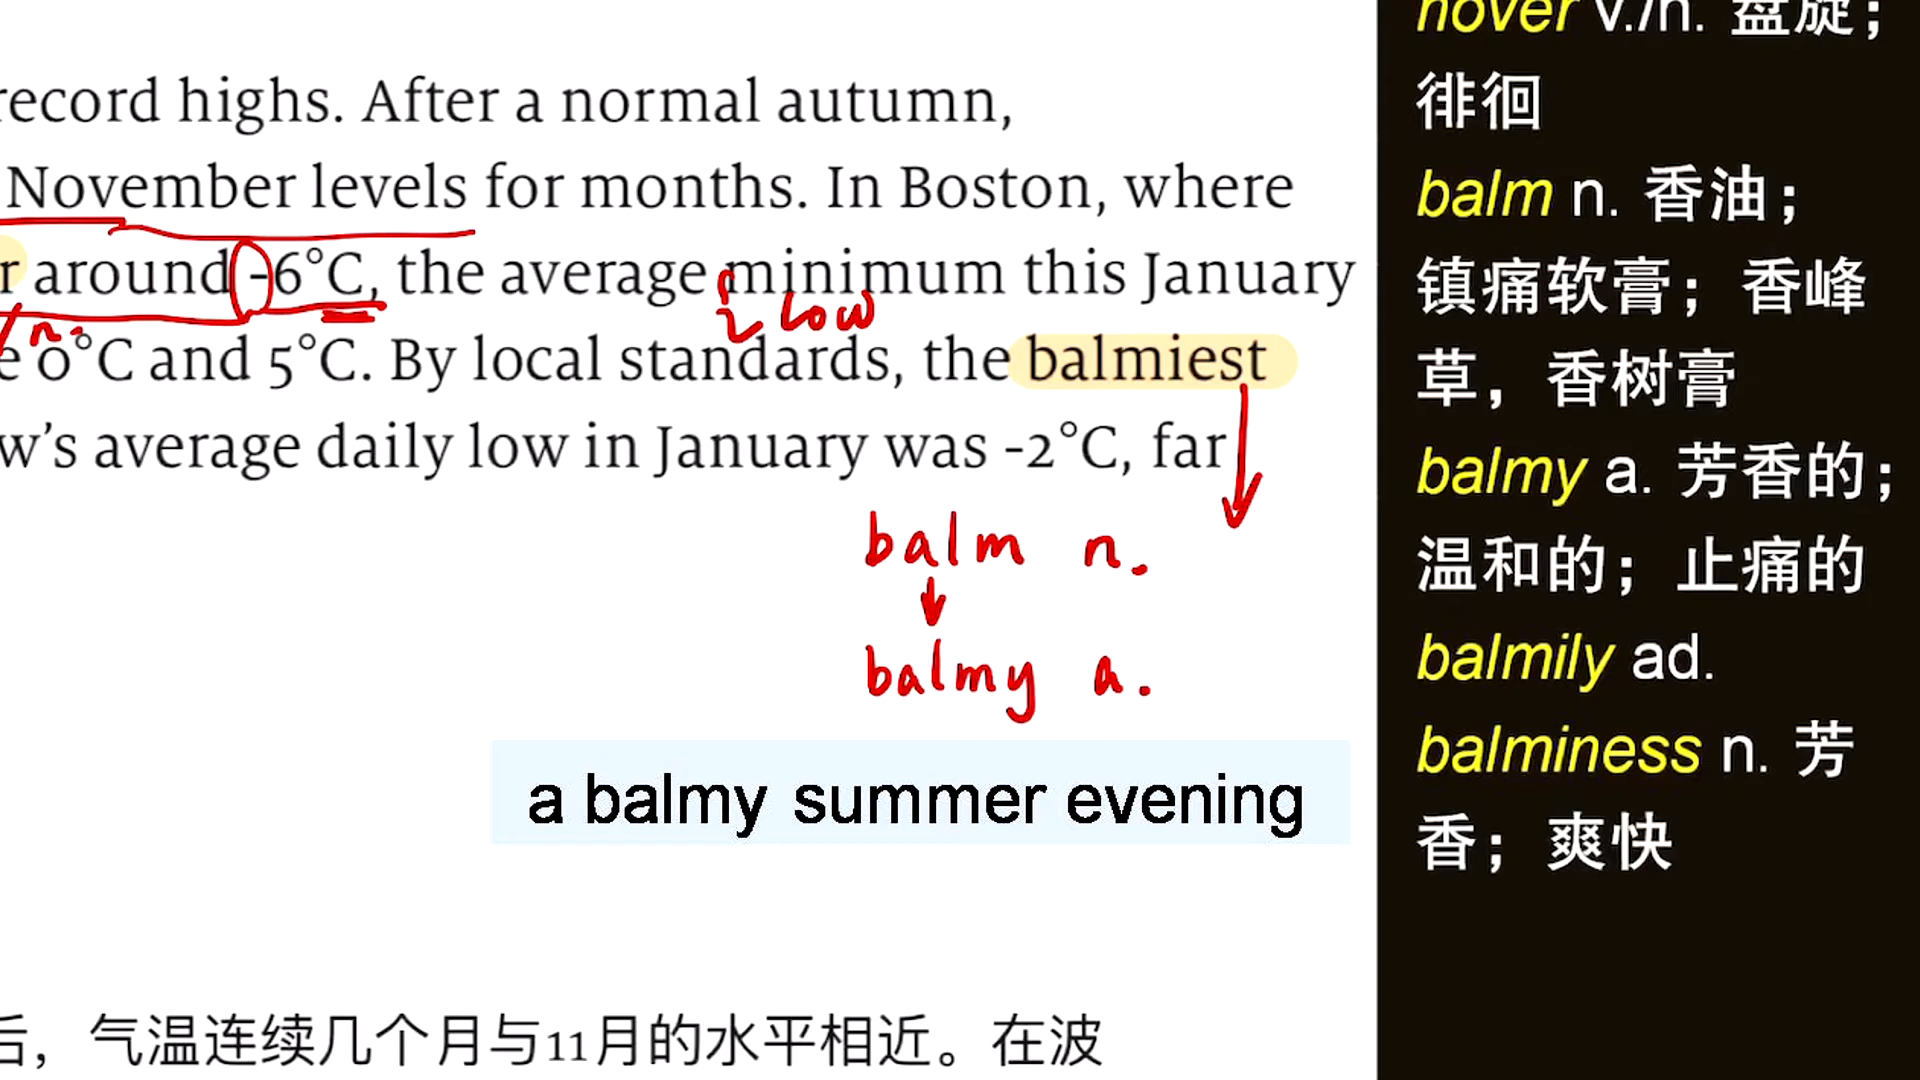 record highs. After a normal autumn,
November levels for months. In Boston, where
r around -6°C, the average minimum this January
low
n.
e 0°C and 5°C. By local standards, the balmiest
w's average daily low in January was -2°C, far
balm n.
balmy a.
a balmy summer evening
后，气温连续几个月与11月的水平相近。在波
hover v./n. 盘旋；
徘徊
balm n. 香油；
镇痛软膏；香峰
草，香树膏
balmy a. 芳香的；
温和的；止痛的
balmily ad.
balminess n. 芳
香；爽快